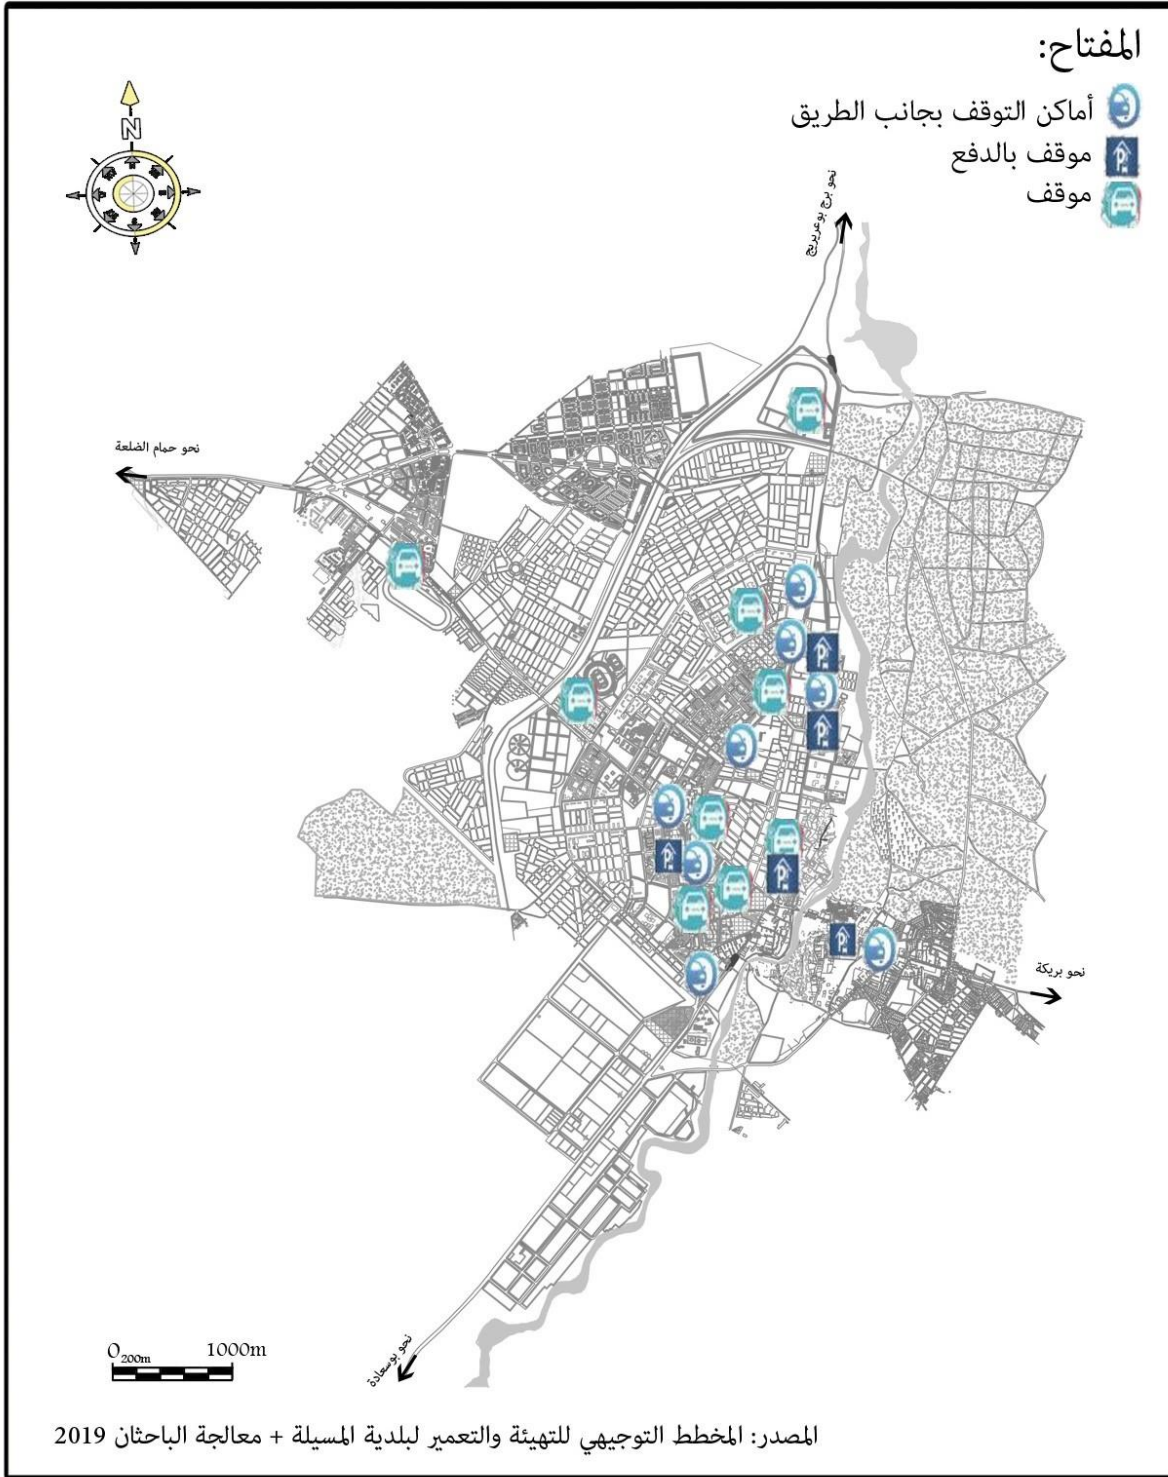 المفتاح:
أماكن التوقف بجانب الطريق
موقف بالدفع
موقف
N
نحو برج بوعريريج
نحو حمام الضلعة
نحو بريكة
نحو بوسعادة
0 200m 1000m
المصدر: المخطط التوجيهي للتهيئة والتعمير لبلدية المسيلة + معالجة الباحثان 2019